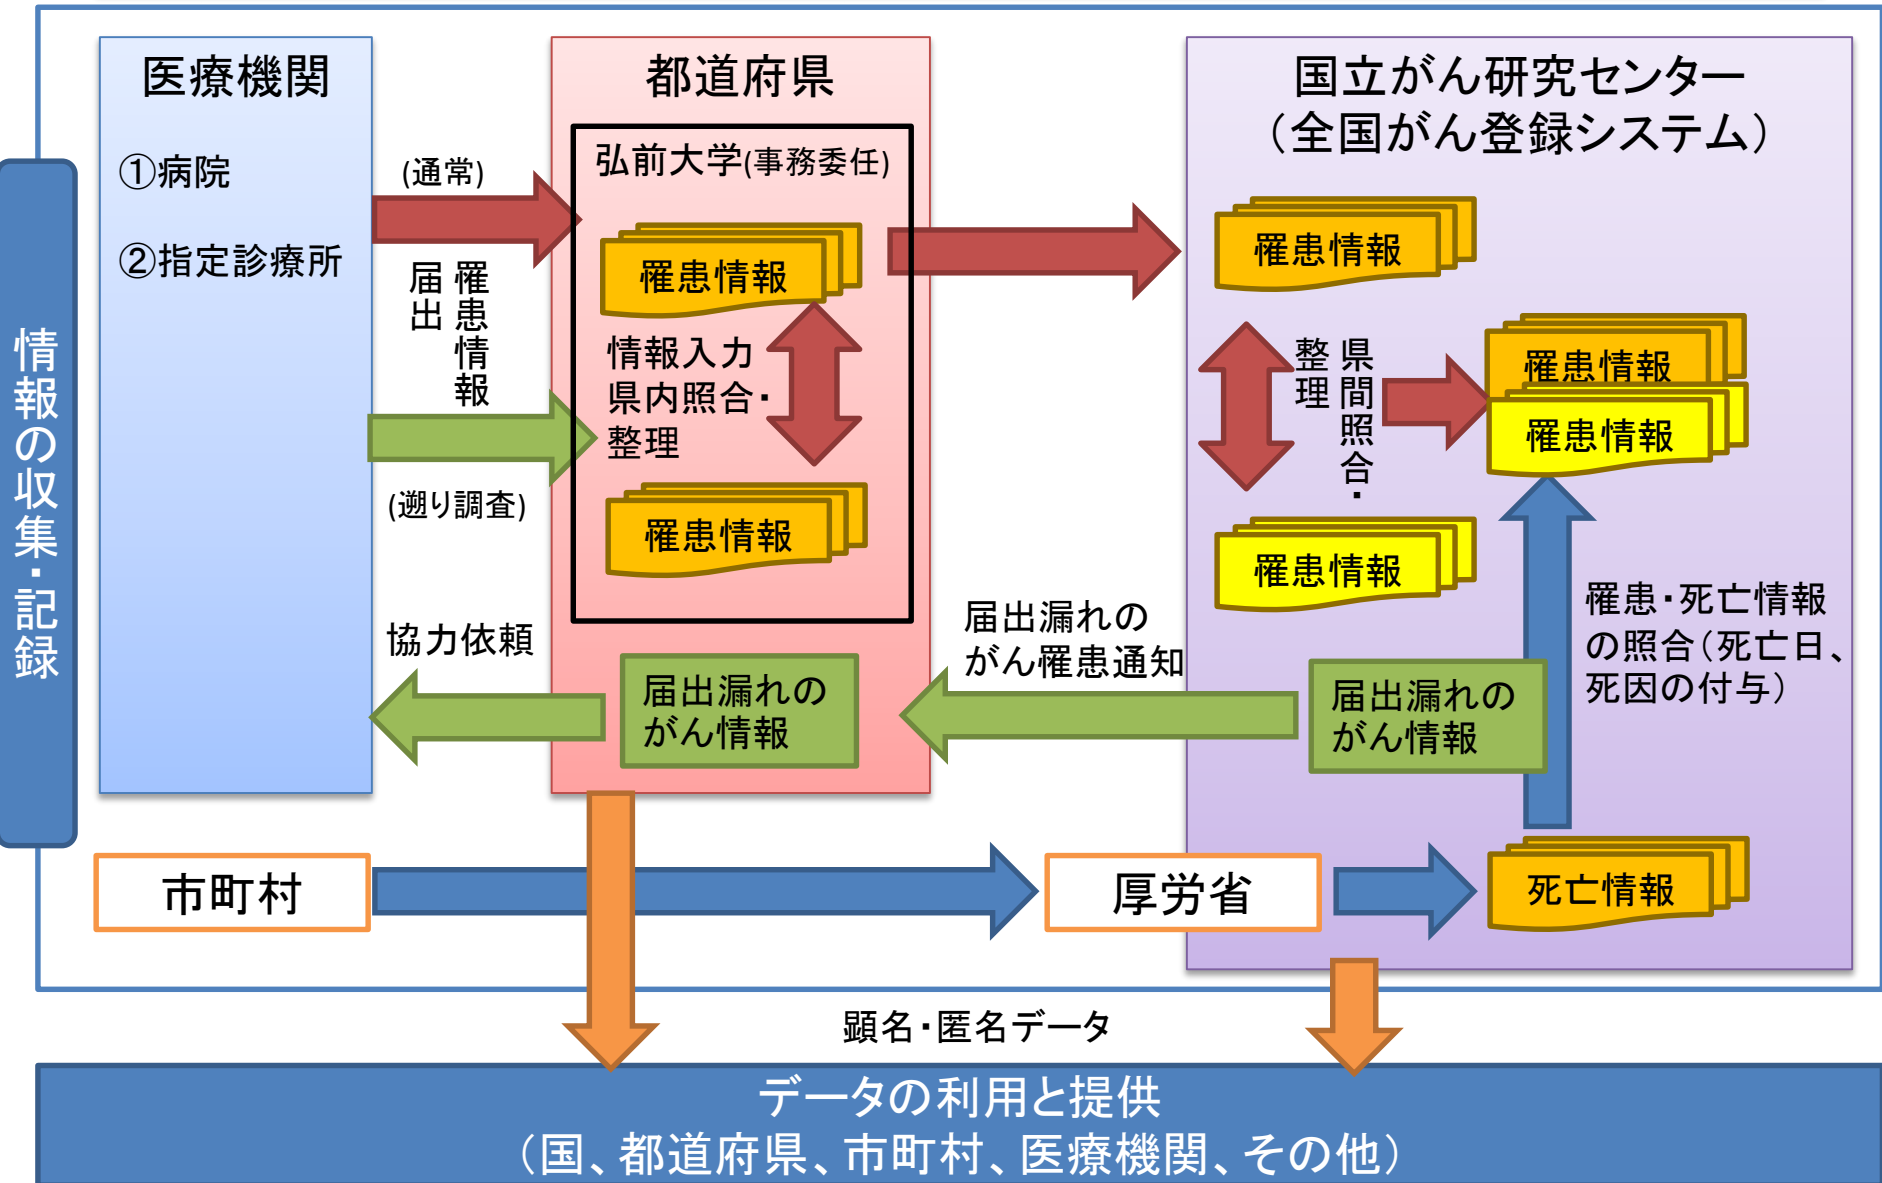 情報の収集・記録
医療機関
①病院
②指定診療所
(通常)
罹患情報
届出
(遡り調査)
協力依頼
都道府県
弘前大学(事務委任)
罹患情報
情報入力
県内照合・
整理
罹患情報
届出漏れの
がん情報
届出漏れの
がん罹患通知
国立がん研究センター
（全国がん登録システム）
罹患情報
県間照合・
整理
罹患情報
罹患情報
罹患情報
罹患・死亡情報
の照合（死亡日、
死因の付与）
届出漏れの
がん情報
市町村
厚労省
死亡情報
顕名・匿名データ
データの利用と提供
（国、都道府県、市町村、医療機関、その他）